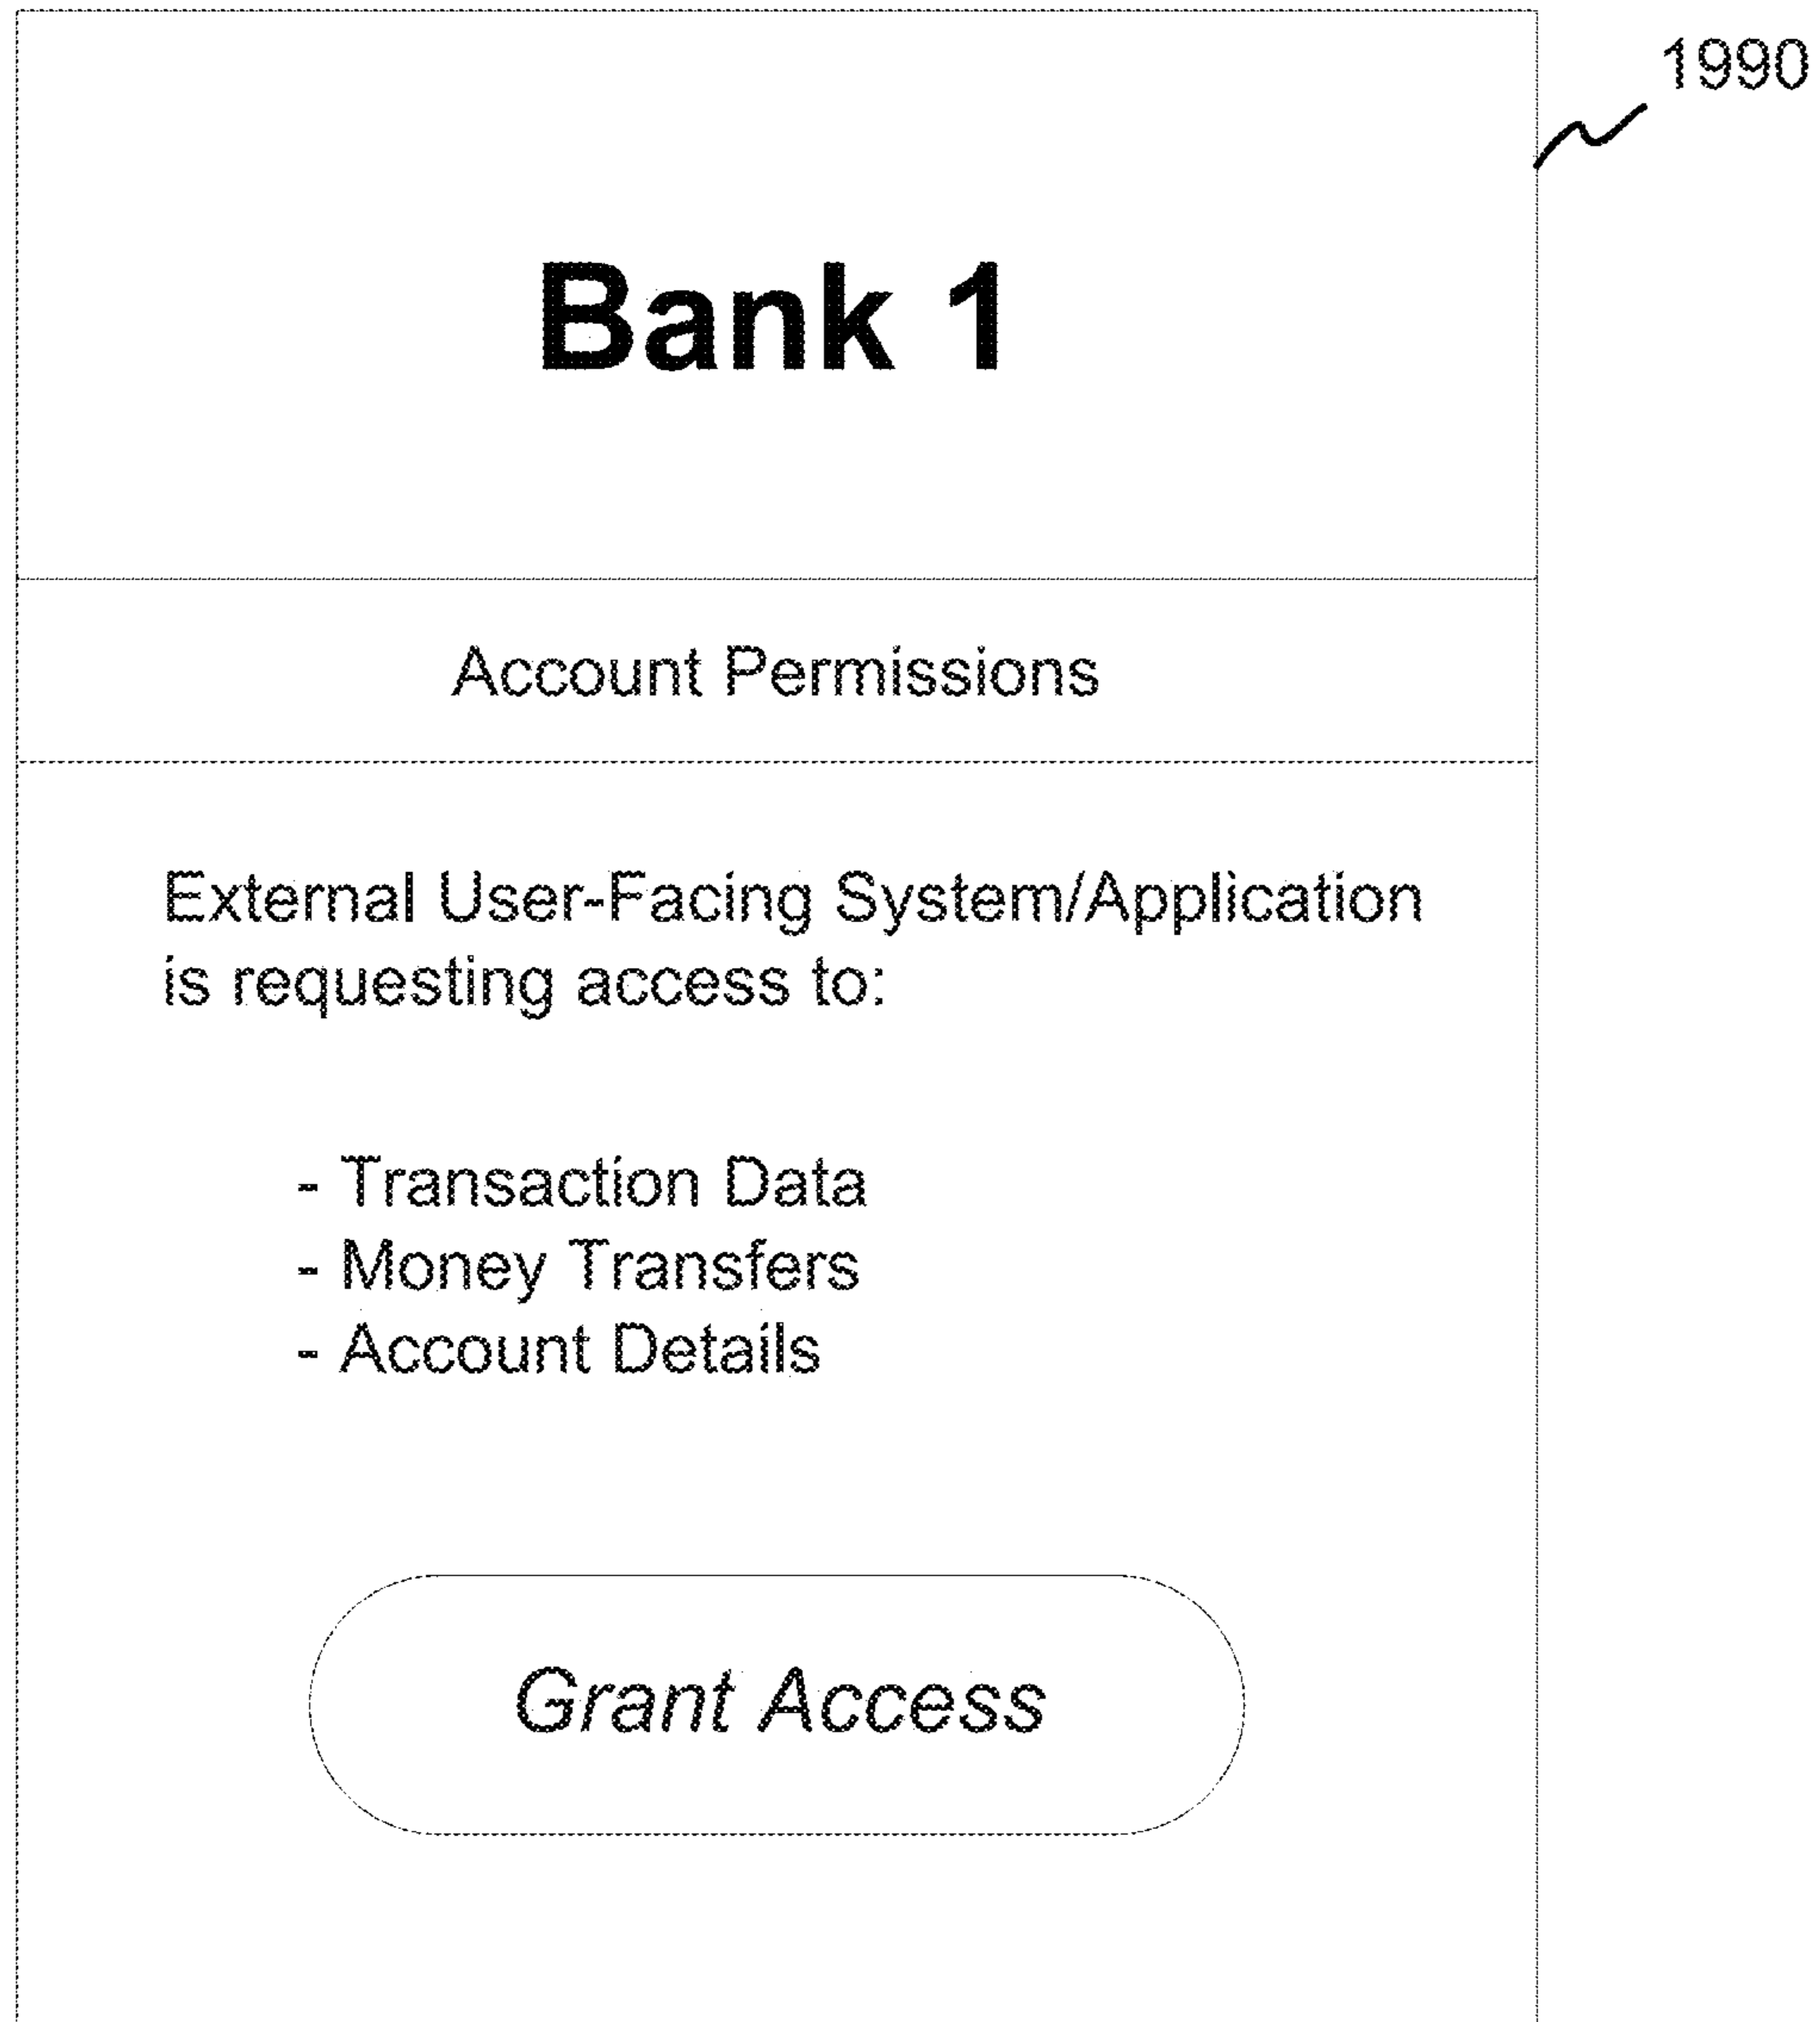 1990
Bank 1
Account Permissions
External User-Facing System/Application
is requesting access to:
- Transaction Data
- Money Transfers
- Account Details
Grant Access